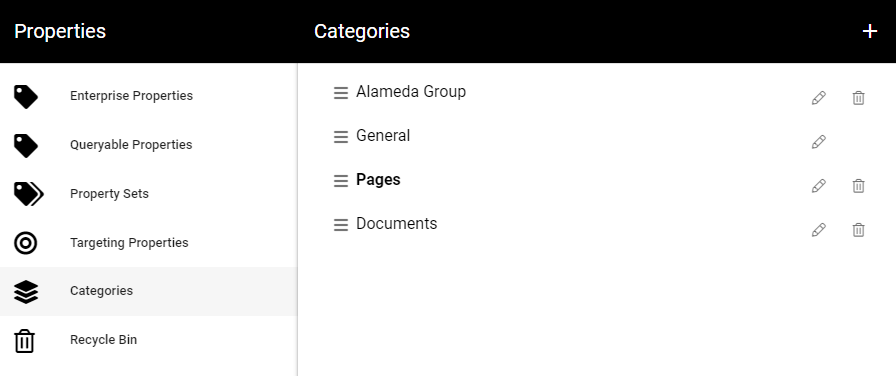 Properties
Categories
Enterprise Properties
Queryable Properties
Property Sets
Targeting Properties
Categories
Recycle Bin
Alameda Group
General
Pages
Documents